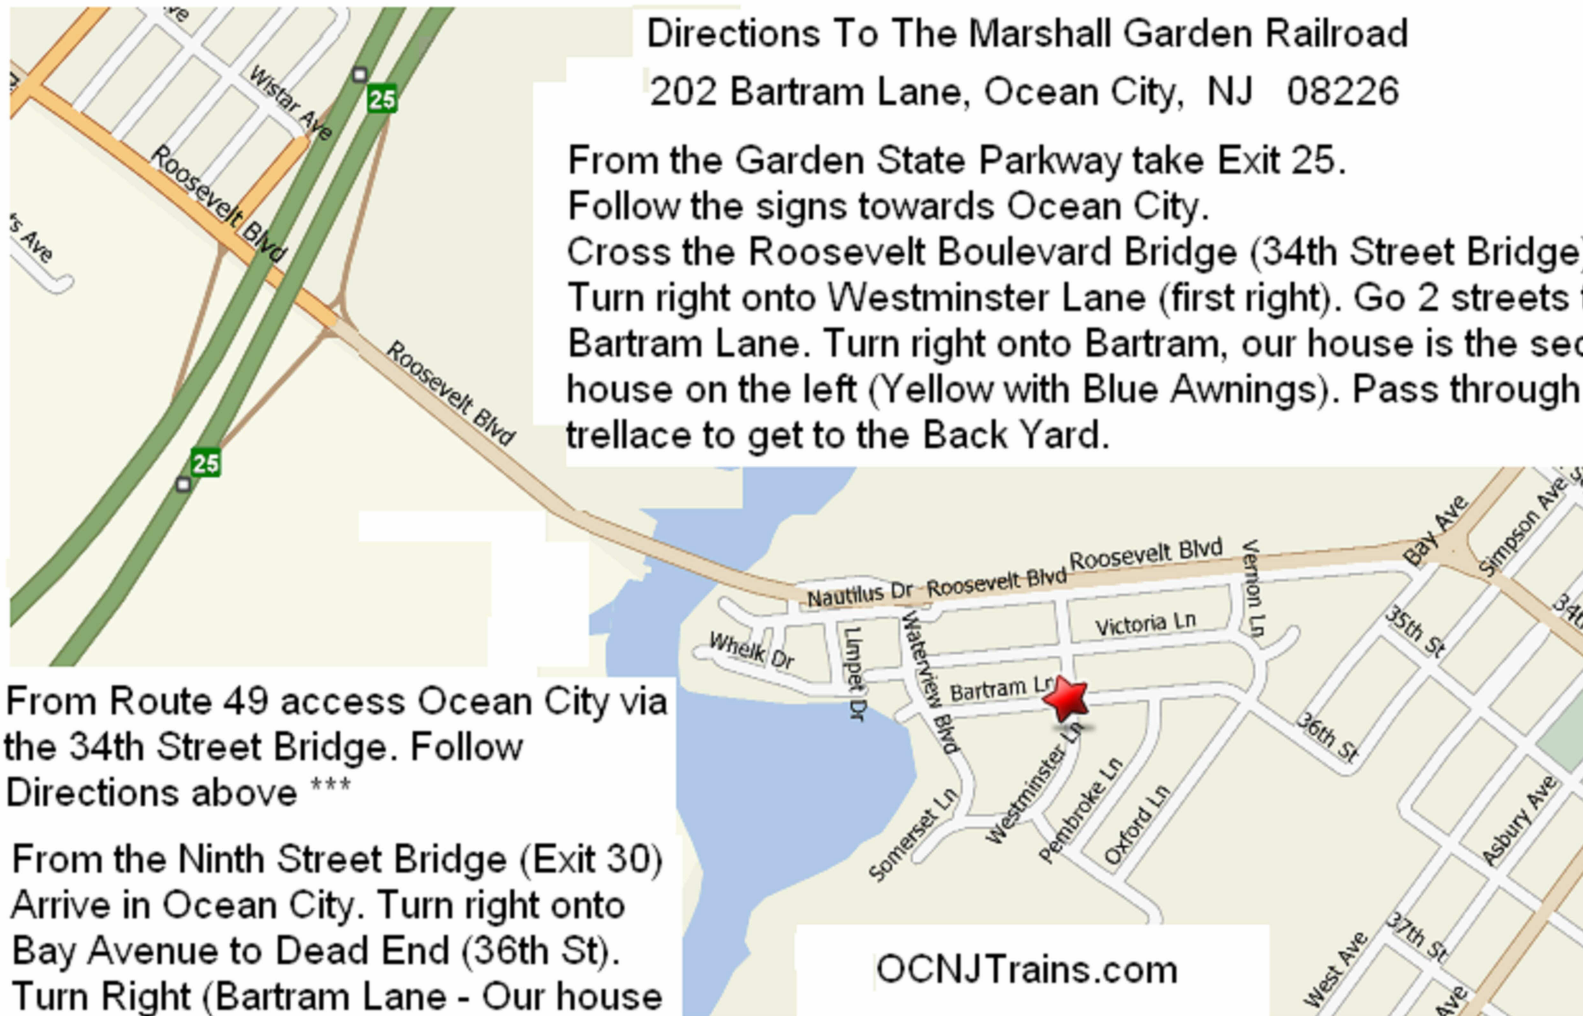 Directions To The Marshall Garden Railroad
202 Bartram Lane, Ocean City, NJ 08226
From the Garden State Parkway take Exit 25.
Follow the signs towards Ocean City.
Cross the Roosevelt Boulevard Bridge (34th Street Bridge)
Turn right onto Westminster Lane (first right). Go 2 streets
Bartram Lane. Turn right onto Bartram, our house is the sec
house on the left (Yellow with Blue Awnings). Pass through
trellace to get to the Back Yard.
ve
Wistar Ave
25
Roosevelt Blvd
ts Ave
Roosevelt Blvd
25
Bay Ave
Simpson Ave
Roosevelt Blvd
Vernon Ln
Nautilus Dr
Roosevelt Blvd
34th
35th St
Victoria Ln
Whelk Dr
Limpet Dr
Waterview Blvd
Bartram Ln
36th St
Westminster Ln
Pembroke Ln
Oxford Ln
Somerset Ln
Asbury Ave
37th St
West Ave
Ave
From Route 49 access Ocean City via
the 34th Street Bridge. Follow
Directions above ***
From the Ninth Street Bridge (Exit 30)
Arrive in Ocean City. Turn right onto
Bay Avenue to Dead End (36th St).
Turn Right (Bartram Lane - Our house
OCNJTrains.com